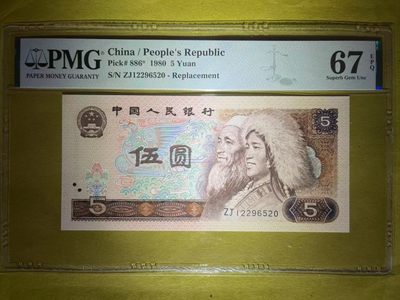 PMG
PAPER MONEY GUARANTY
China / People's Republic
Pick# 886* 1980 5 Yuan
S/N ZJ12296520 - Replacement
67 EPQ
Superb Gem Unc
中国人民银行
5
伍圆
5
ZJ12296520
5